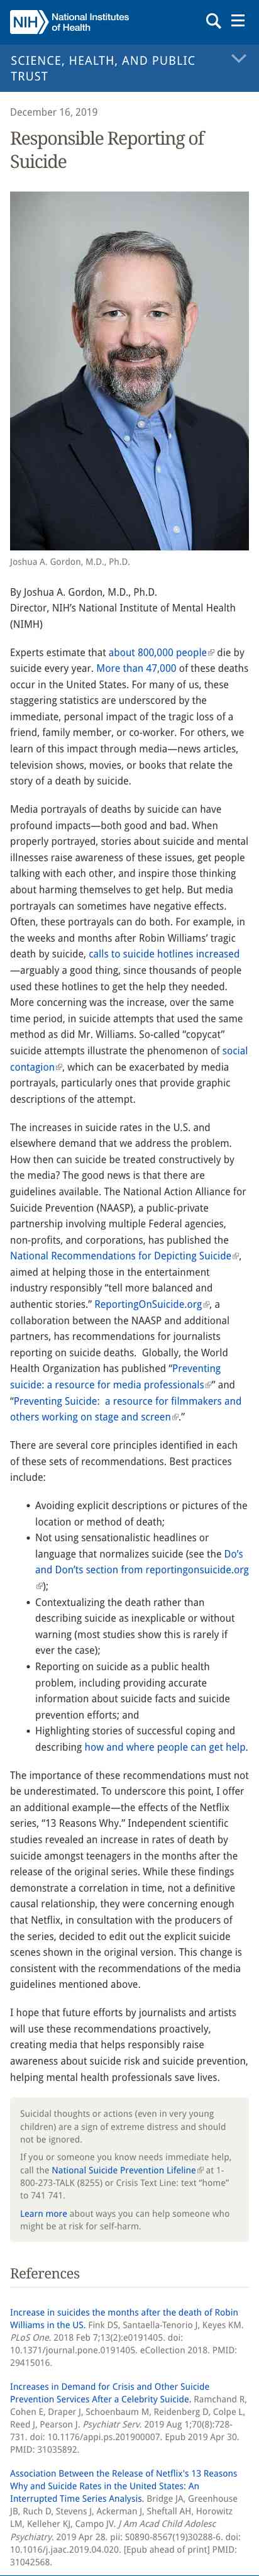 NIH National Institutes
of Health
SCIENCE, HEALTH, AND PUBLIC
TRUST
December 16, 2019
Responsible Reporting of
Suicide
Joshua A. Gordon, M.D., Ph.D.
By Joshua A. Gordon, M.D., Ph.D.
Director, NIH’s National Institute of Mental Health
(NIMH)
Experts estimate that about 800,000 people die by
suicide every year. More than 47,000 of these deaths
occur in the United States. For many of us, these
staggering statistics are underscored by the
immediate, personal impact of the tragic loss of a
friend, family member, or co-worker. For others, we
learn of this impact through media—news articles,
television shows, movies, or books that relate the
story of a death by suicide.
Media portrayals of deaths by suicide can have
profound impacts—both good and bad. When
properly portrayed, stories about suicide and mental
illnesses raise awareness of these issues, get people
talking with each other, and inspire those thinking
about harming themselves to get help. But media
portrayals can sometimes have negative effects.
Often, these portrayals can do both. For example, in
the weeks and months after Robin Williams’ tragic
death by suicide, calls to suicide hotlines increased
—arguably a good thing, since thousands of people
used these hotlines to get the help they needed.
More concerning was the increase, over the same
time period, in suicide attempts that used the same
method as did Mr. Williams. So-called “copycat”
suicide attempts illustrate the phenomenon of social
contagion, which can be exacerbated by media
portrayals, particularly ones that provide graphic
descriptions of the attempt.
The increases in suicide rates in the U.S. and
elsewhere demand that we address the problem.
How then can suicide be treated constructively by
the media? The good news is that there are
guidelines available. The National Action Alliance for
Suicide Prevention (NAASP), a public-private
partnership involving multiple Federal agencies,
non-profits, and corporations, has published the
National Recommendations for Depicting Suicide,
aimed at helping those in the entertainment
industry responsibly “tell more balanced and
authentic stories.” ReportingOnSuicide.org, a
collaboration between the NAASP and additional
partners, has recommendations for journalists
reporting on suicide deaths. Globally, the World
Health Organization has published “Preventing
suicide: a resource for media professionals” and
“Preventing Suicide: a resource for filmmakers and
others working on stage and screen.”
There are several core principles identified in each
of these sets of recommendations. Best practices
include:
• Avoiding explicit descriptions or pictures of the
location or method of death;
• Not using sensationalistic headlines or
language that normalizes suicide (see the Do’s
and Don’ts section from reportingonsuicide.org
);
• Contextualizing the death rather than
describing suicide as inexplicable or without
warning (most studies show this is rarely if
ever the case);
• Reporting on suicide as a public health
problem, including providing accurate
information about suicide facts and suicide
prevention efforts; and
• Highlighting stories of successful coping and
describing how and where people can get help.
The importance of these recommendations must not
be underestimated. To underscore this point, I offer
an additional example—the effects of the Netflix
series, “13 Reasons Why.” Independent scientific
studies revealed an increase in rates of death by
suicide amongst teenagers in the months after the
release of the original series. While these findings
demonstrate a correlation in time, not a definitive
causal relationship, they were concerning enough
that Netflix, in consultation with the producers of
the series, decided to edit out the explicit suicide
scenes shown in the original version. This change is
consistent with the recommendations of the media
guidelines mentioned above.
I hope that future efforts by journalists and artists
will use these recommendations proactively,
creating media that helps responsibly raise
awareness about suicide risk and suicide prevention,
helping mental health professionals save lives.
Suicidal thoughts or actions (even in very young
children) are a sign of extreme distress and should
not be ignored.
If you or someone you know needs immediate help,
call the National Suicide Prevention Lifeline at 1-
800-273-TALK (8255) or Crisis Text Line: text “home”
to 741 741.
Learn more about ways you can help someone who
might be at risk for self-harm.
References
Increase in suicides the months after the death of Robin
Williams in the US. Fink DS, Santaella-Tenorio J, Keyes KM.
PLoS One. 2018 Feb 7;13(2):e0191405. doi:
10.1371/journal.pone.0191405. eCollection 2018. PMID:
29415016.
Increases in Demand for Crisis and Other Suicide
Prevention Services After a Celebrity Suicide. Ramchand R,
Cohen E, Draper J, Schoenbaum M, Reidenberg D, Colpe L,
Reed J, Pearson J. Psychiatr Serv. 2019 Aug 1;70(8):728-
731. doi: 10.1176/appi.ps.201900007. Epub 2019 Apr 30.
PMID: 31035892.
Association Between the Release of Netflix's 13 Reasons
Why and Suicide Rates in the United States: An
Interrupted Time Series Analysis. Bridge JA, Greenhouse
JB, Ruch D, Stevens J, Ackerman J, Sheftall AH, Horowitz
LM, Kelleher KJ, Campo JV. J Am Acad Child Adolesc
Psychiatry. 2019 Apr 28. pii: S0890-8567(19)30288-6. doi:
10.1016/j.jaac.2019.04.020. [Epub ahead of print] PMID:
31042568.